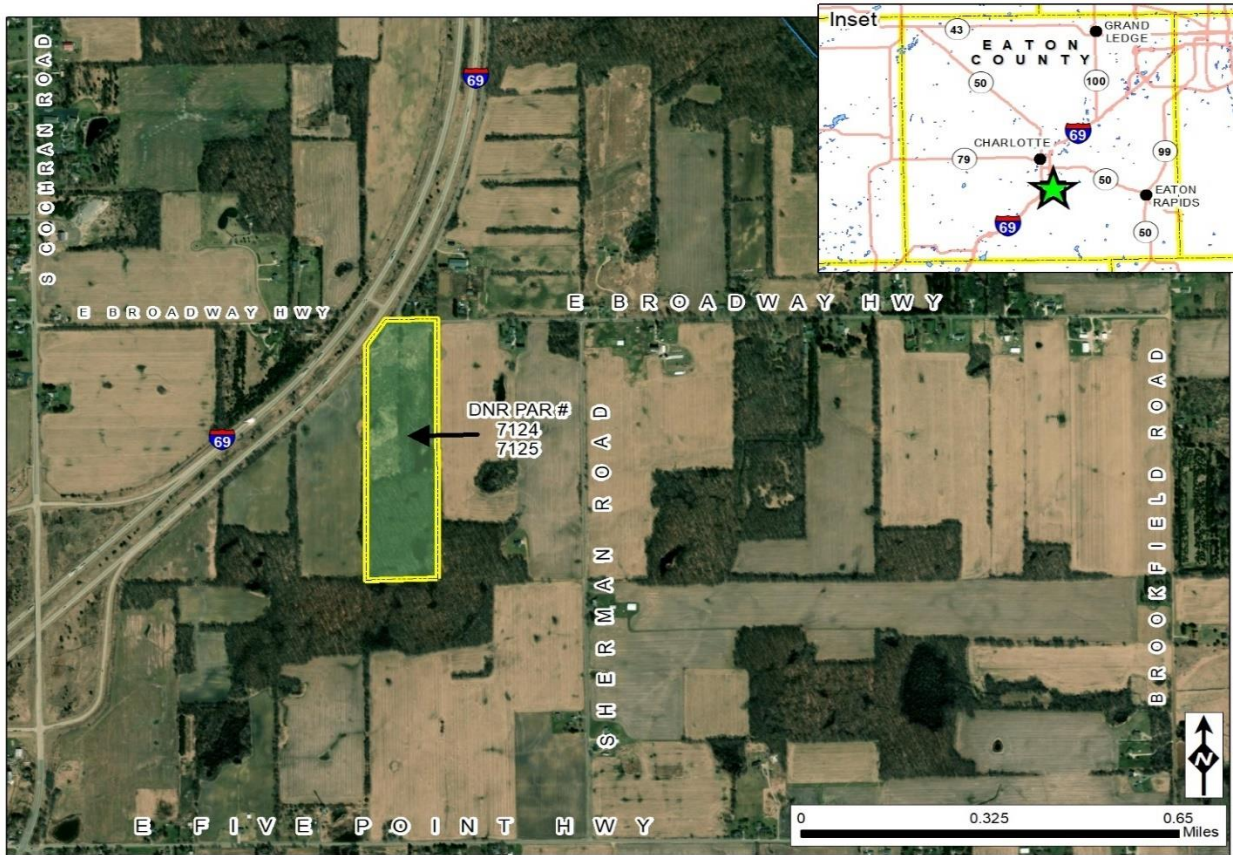 Inset
43
GRAND
LEDGE
EATON
COUNTY
50
100
69
CHARLOTTE
79
99
50
EATON
RAPIDS
69
50
69
S COCHRAN ROAD
E BROADWAY HWY
E BROADWAY HWY
DNR PAR #
7124
7125
69
SHERMAN ROAD
BROOKFIELD ROAD
N
E FIVE POINT HWY
0 0.325 0.65
Miles